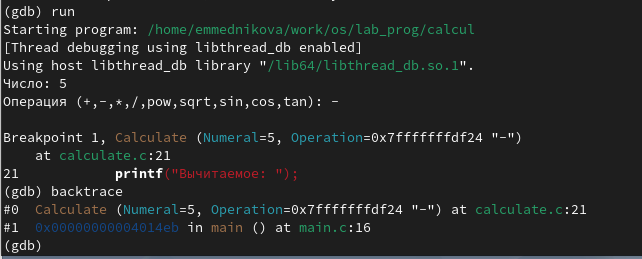 (gdb) run
Starting program: /home/emmednikova/work/os/lab_prog/calcul
[Thread debugging using libthread_db enabled]
Using host libthread_db library "/lib64/libthread_db.so.1".
Число: 5
Операция (+,-,*,/,pow,sqrt,sin,cos,tan): -
Breakpoint 1, Calculate (Numeral=5, Operation=0x7fffffffdf24 "-")
at calculate.c:21
21 printf("Вычитаемое: ");
(gdb) backtrace
#0 Calculate (Numeral=5, Operation=0x7fffffffdf24 "-") at calculate.c:21
#1 0x00000000004014eb in main () at main.c:16
(gdb)